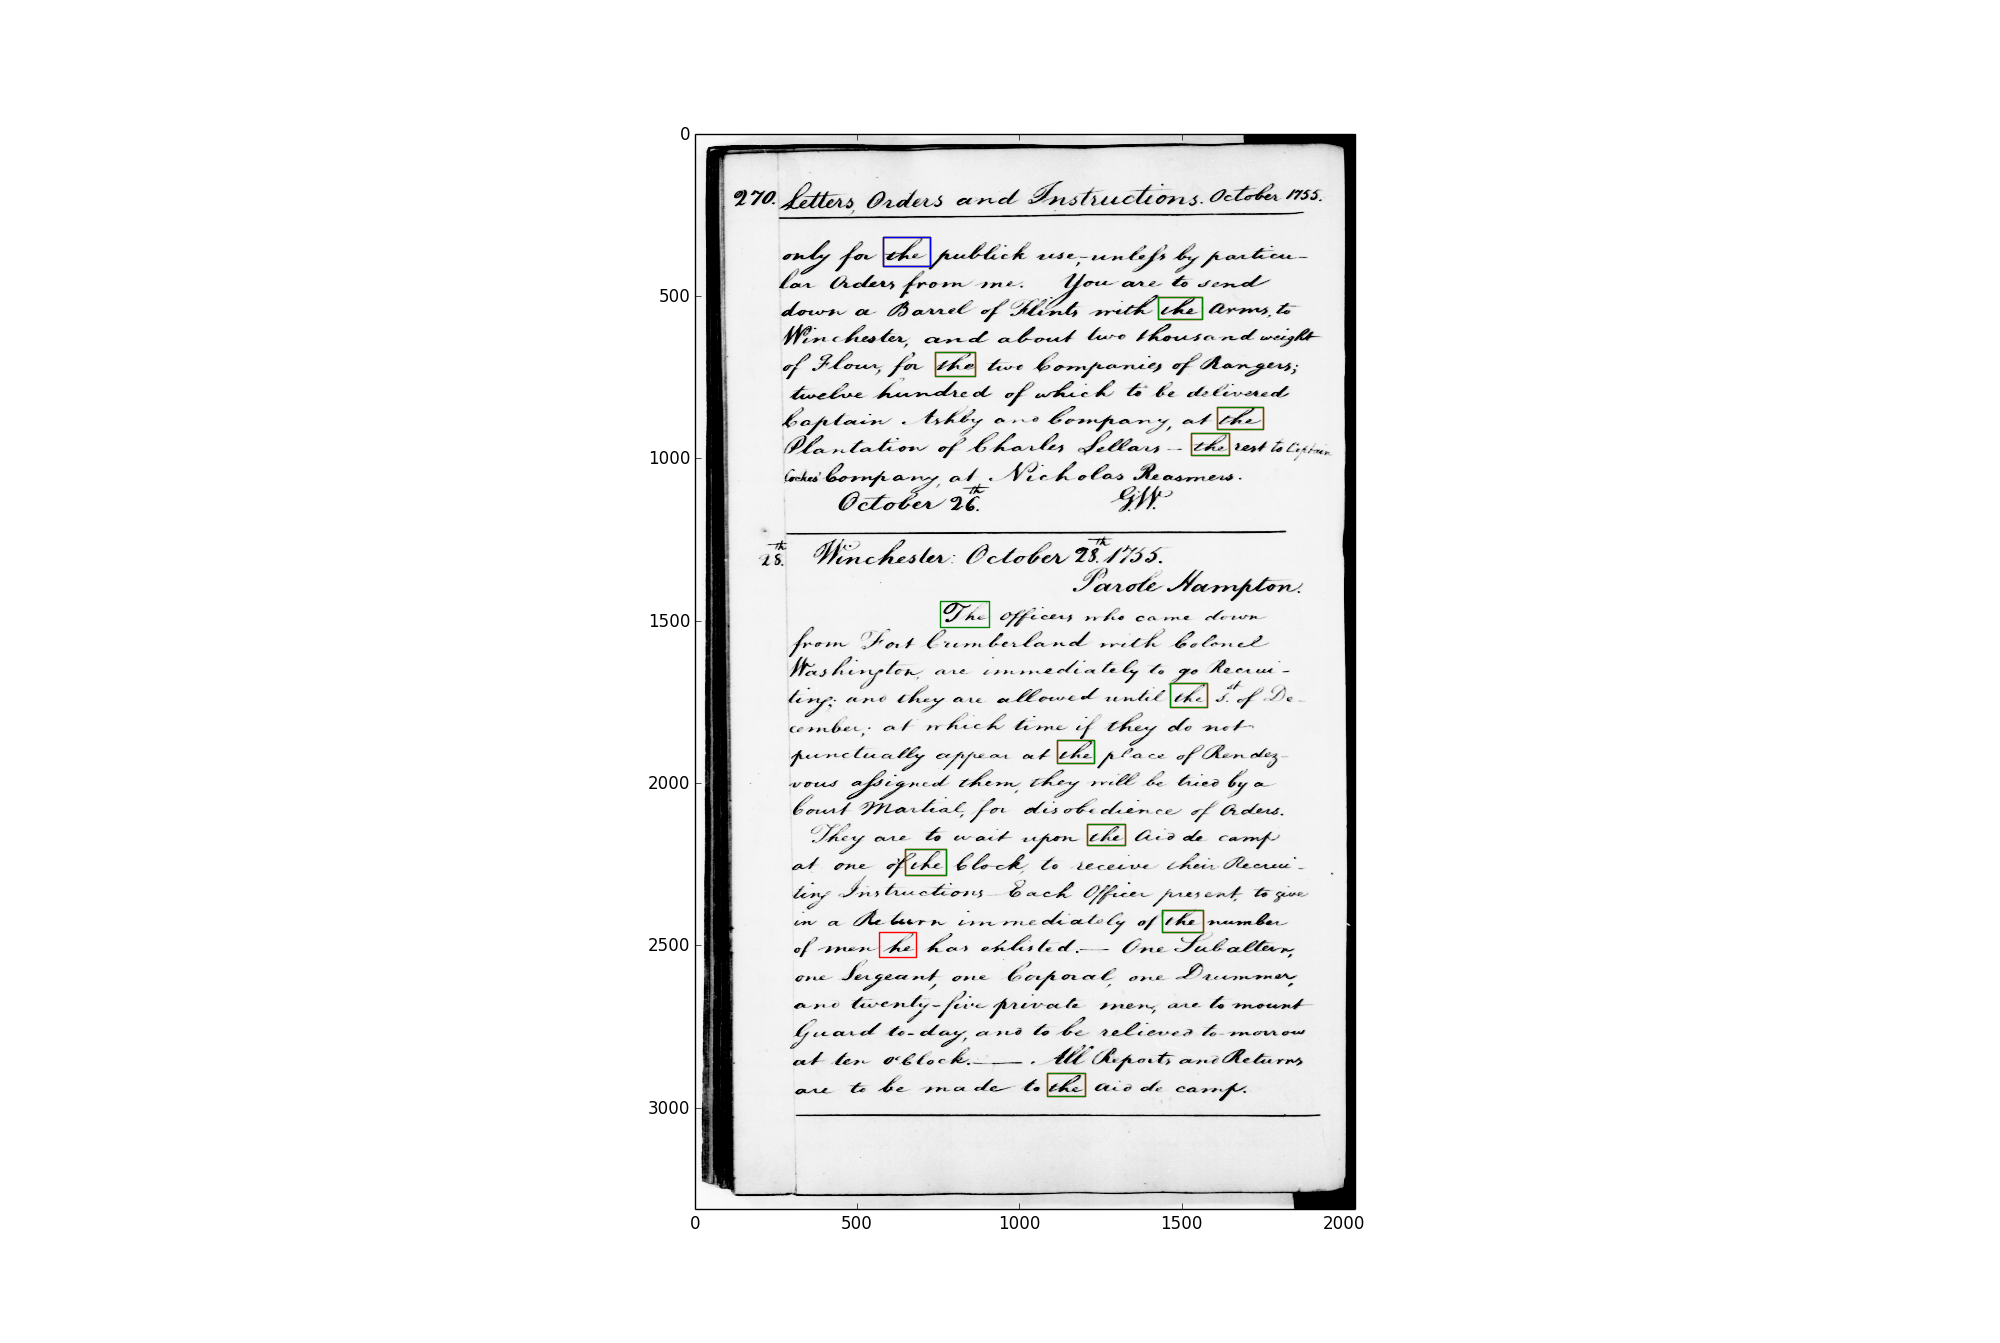 270. Letters, Orders and Instructions. October 1755.
only for the publick use,-unless by particu-
lar Orders from me. You are to send
down a Barrel of Flints with the Arms, to
Winchester, and about two thousand weight
of Flour, for the two Companies of Rangers;
twelve hundred of which to be delivered
Captain Ashby and Company, at the
Plantation of Charles Sellars - the rest to Captain
Cockes' Company, at Nicholas Reasmers.
October 26th. G.W.
28th. Winchester: October 28th. 1755.
Parole Hampton.
The Officers who came down
from Fort Cumberland with Colonel
Washington, are immediately to go Recrui-
ting; and they are allowed until the 1st. of De-
cember; at which time if they do not
punctually appear at the place of Rendez-
vous assigned them, they will be tried by a
Court Martial, for disobedience of Orders.
They are to wait upon the Aid de camp
at one of the Clock, to receive their Recrui-
ting Instructions - Each Officer present, to give
in a Return immediately of the number
of men he has enlisted. - One Subaltern,
one Sergeant, one Corporal, one Drummer,
and twenty-five private men, are to mount
Guard to-day, and to be relieved to-morrow
at ten o'Clock. - . All Reports and Returns
are to be made to the Aid de camp.
0
500
1000
1500
2000
2500
3000
0 500 1000 1500 2000